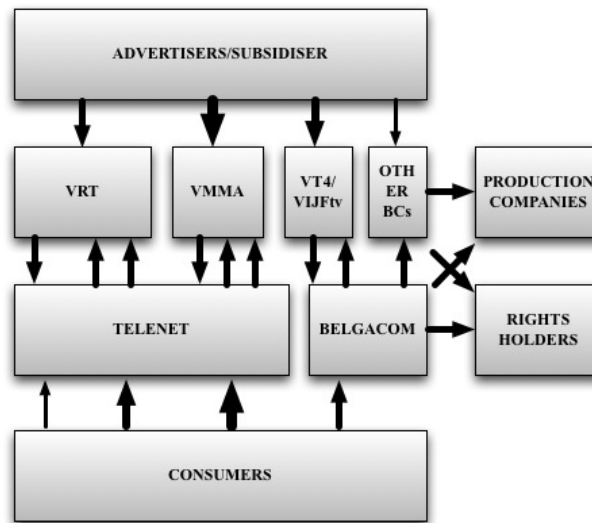 ADVERTISERS/SUBSIDISER
VRT
VMMA
VT4/
VIJFtv
OTH
ER
BCs
PRODUCTION
COMPANIES
TELENET
BELGACOM
RIGHTS
HOLDERS
CONSUMERS